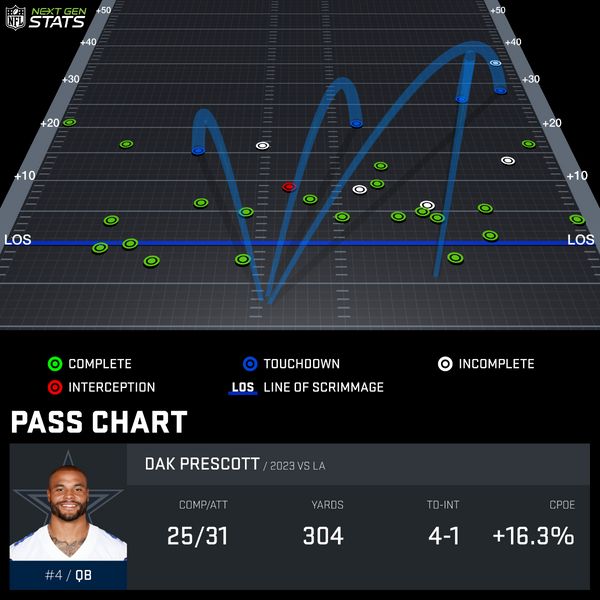 NFL NEXT GEN STATS
+50 +50
+40 +40
+30 +30
+20 +20
+10 +10
LOS LOS
COMPLETE TOUCHDOWN INCOMPLETE
INTERCEPTION LOS LINE OF SCRIMMAGE
PASS CHART
DAK PRESCOTT / 2023 VS LA
COMP/ATT YARDS TD-INT CPOE
25/31 304 4-1 +16.3%
#4 / QB